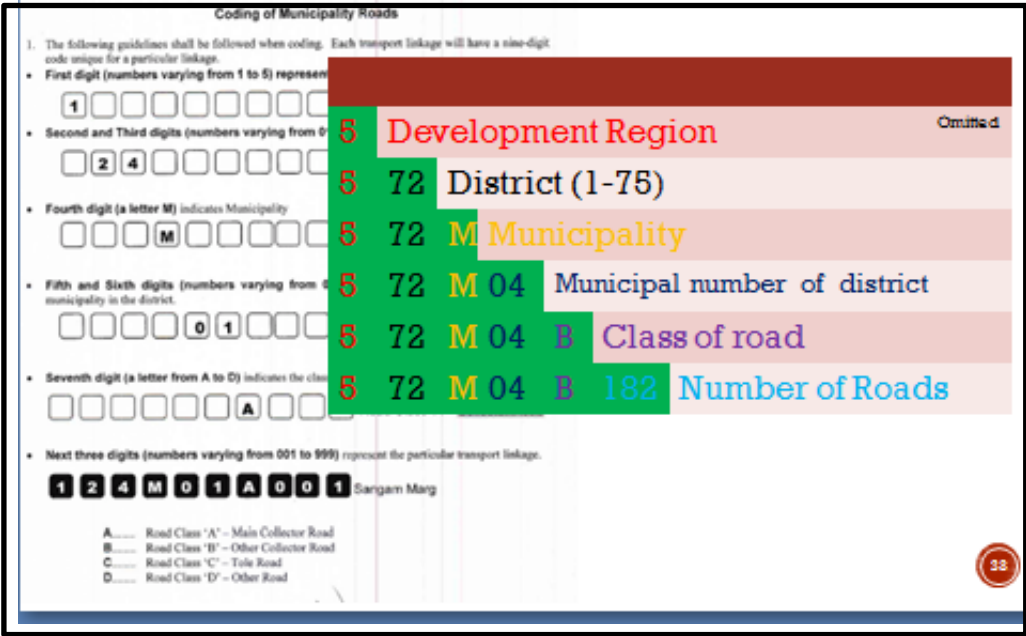 Coding of Municipality Roads
1. The following guidelines shall be followed when coding. Each transport linkage will have a nine-digit
code unique for a particular linkage.
• First digit (numbers varying from 1 to 5) represent
1
• Second and Third digits (numbers varying from 0
2 4
• Fourth digit (a letter M) indicates Municipality
M
• Fifth and Sixth digits (numbers varying from 0
municipality in the district.
0 1
• Seventh digit (a letter from A to D) indicates the clas
A
• Next three digits (numbers varying from 001 to 999) represent the particular transport linkage.
1 2 4 M 0 1 A 0 0 1 Sangam Marg
A...... Road Class 'A' – Main Collector Road
B...... Road Class 'B' – Other Collector Road
C...... Road Class 'C' – Tole Road
D...... Road Class 'D' – Other Road
5 Development Region Omitted
5 72 District (1-75)
5 72 M Municipality
5 72 M 04 Municipal number of district
5 72 M 04 B Class of road
5 72 M 04 B 182 Number of Roads
38